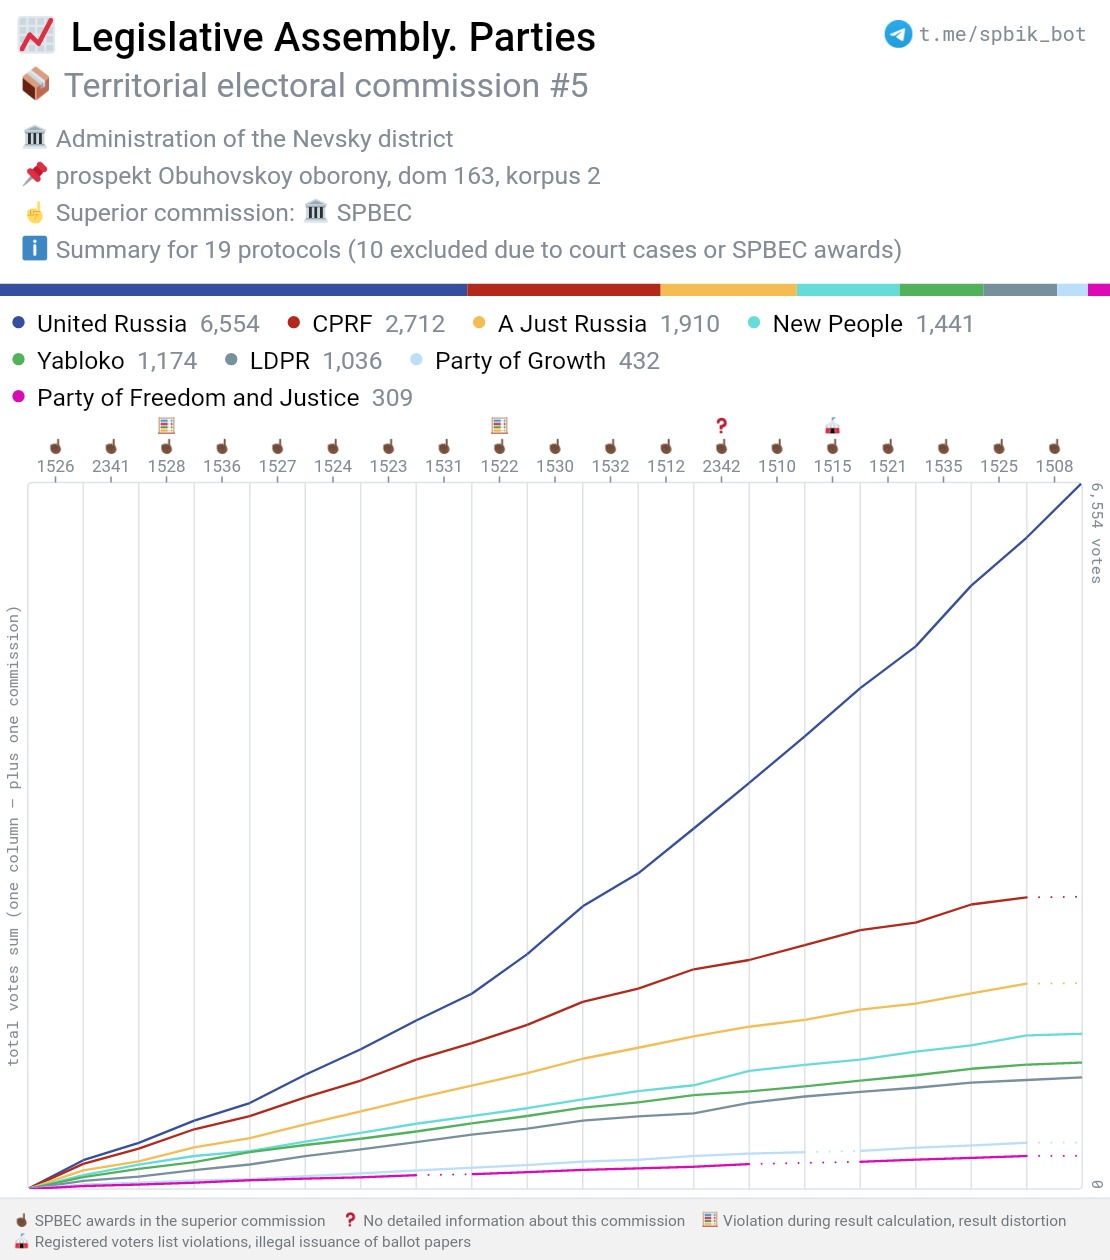 Legislative Assembly. Parties
t.me/spbik_bot
Territorial electoral commission #5
Administration of the Nevsky district
prospekt Obuhovskoy oborony, dom 163, korpus 2
Superior commission: SPBEC
Summary for 19 protocols (10 excluded due to court cases or SPBEC awards)
United Russia 6,554 CPRF 2,712 A Just Russia 1,910 New People 1,441
Yabloko 1,174 LDPR 1,036 Party of Growth 432
Party of Freedom and Justice 309
1526 2341 1528 1536 1527 1524 1523 1531 1522 1530 1532 1512 2342 1510 1515 1521 1535 1525 1508
6,554 votes
total votes sum (one column – plus one commission)
0
SPBEC awards in the superior commission No detailed information about this commission Violation during result calculation, result distortion
Registered voters list violations, illegal issuance of ballot papers